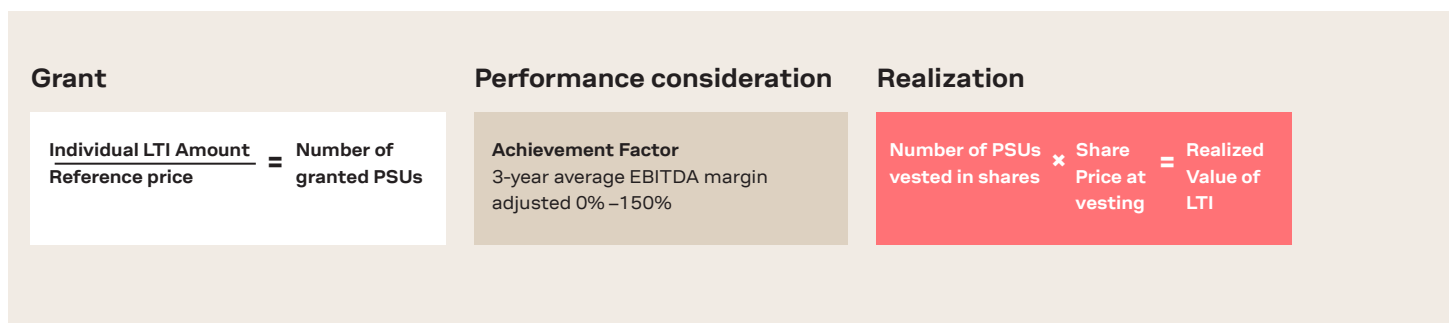 Grant
Individual LTI Amount
Reference price
=
Number of
granted PSUs
Performance consideration
Achievement Factor
3-year average EBITDA margin
adjusted 0% –150%
Realization
Number of PSUs
vested in shares
×
Share
Price at
vesting
=
Realized
Value of
LTI